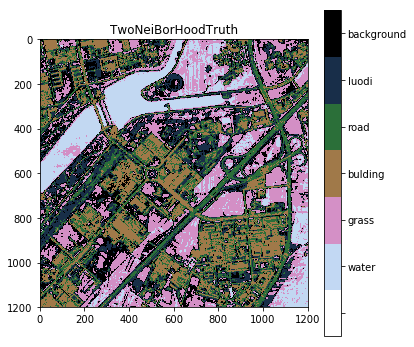 TwoNeiBorHoodTruth
0
200
400
600
800
1000
1200
0 200 400 600 800 1000 1200
background
luodi
road
bulding
grass
water